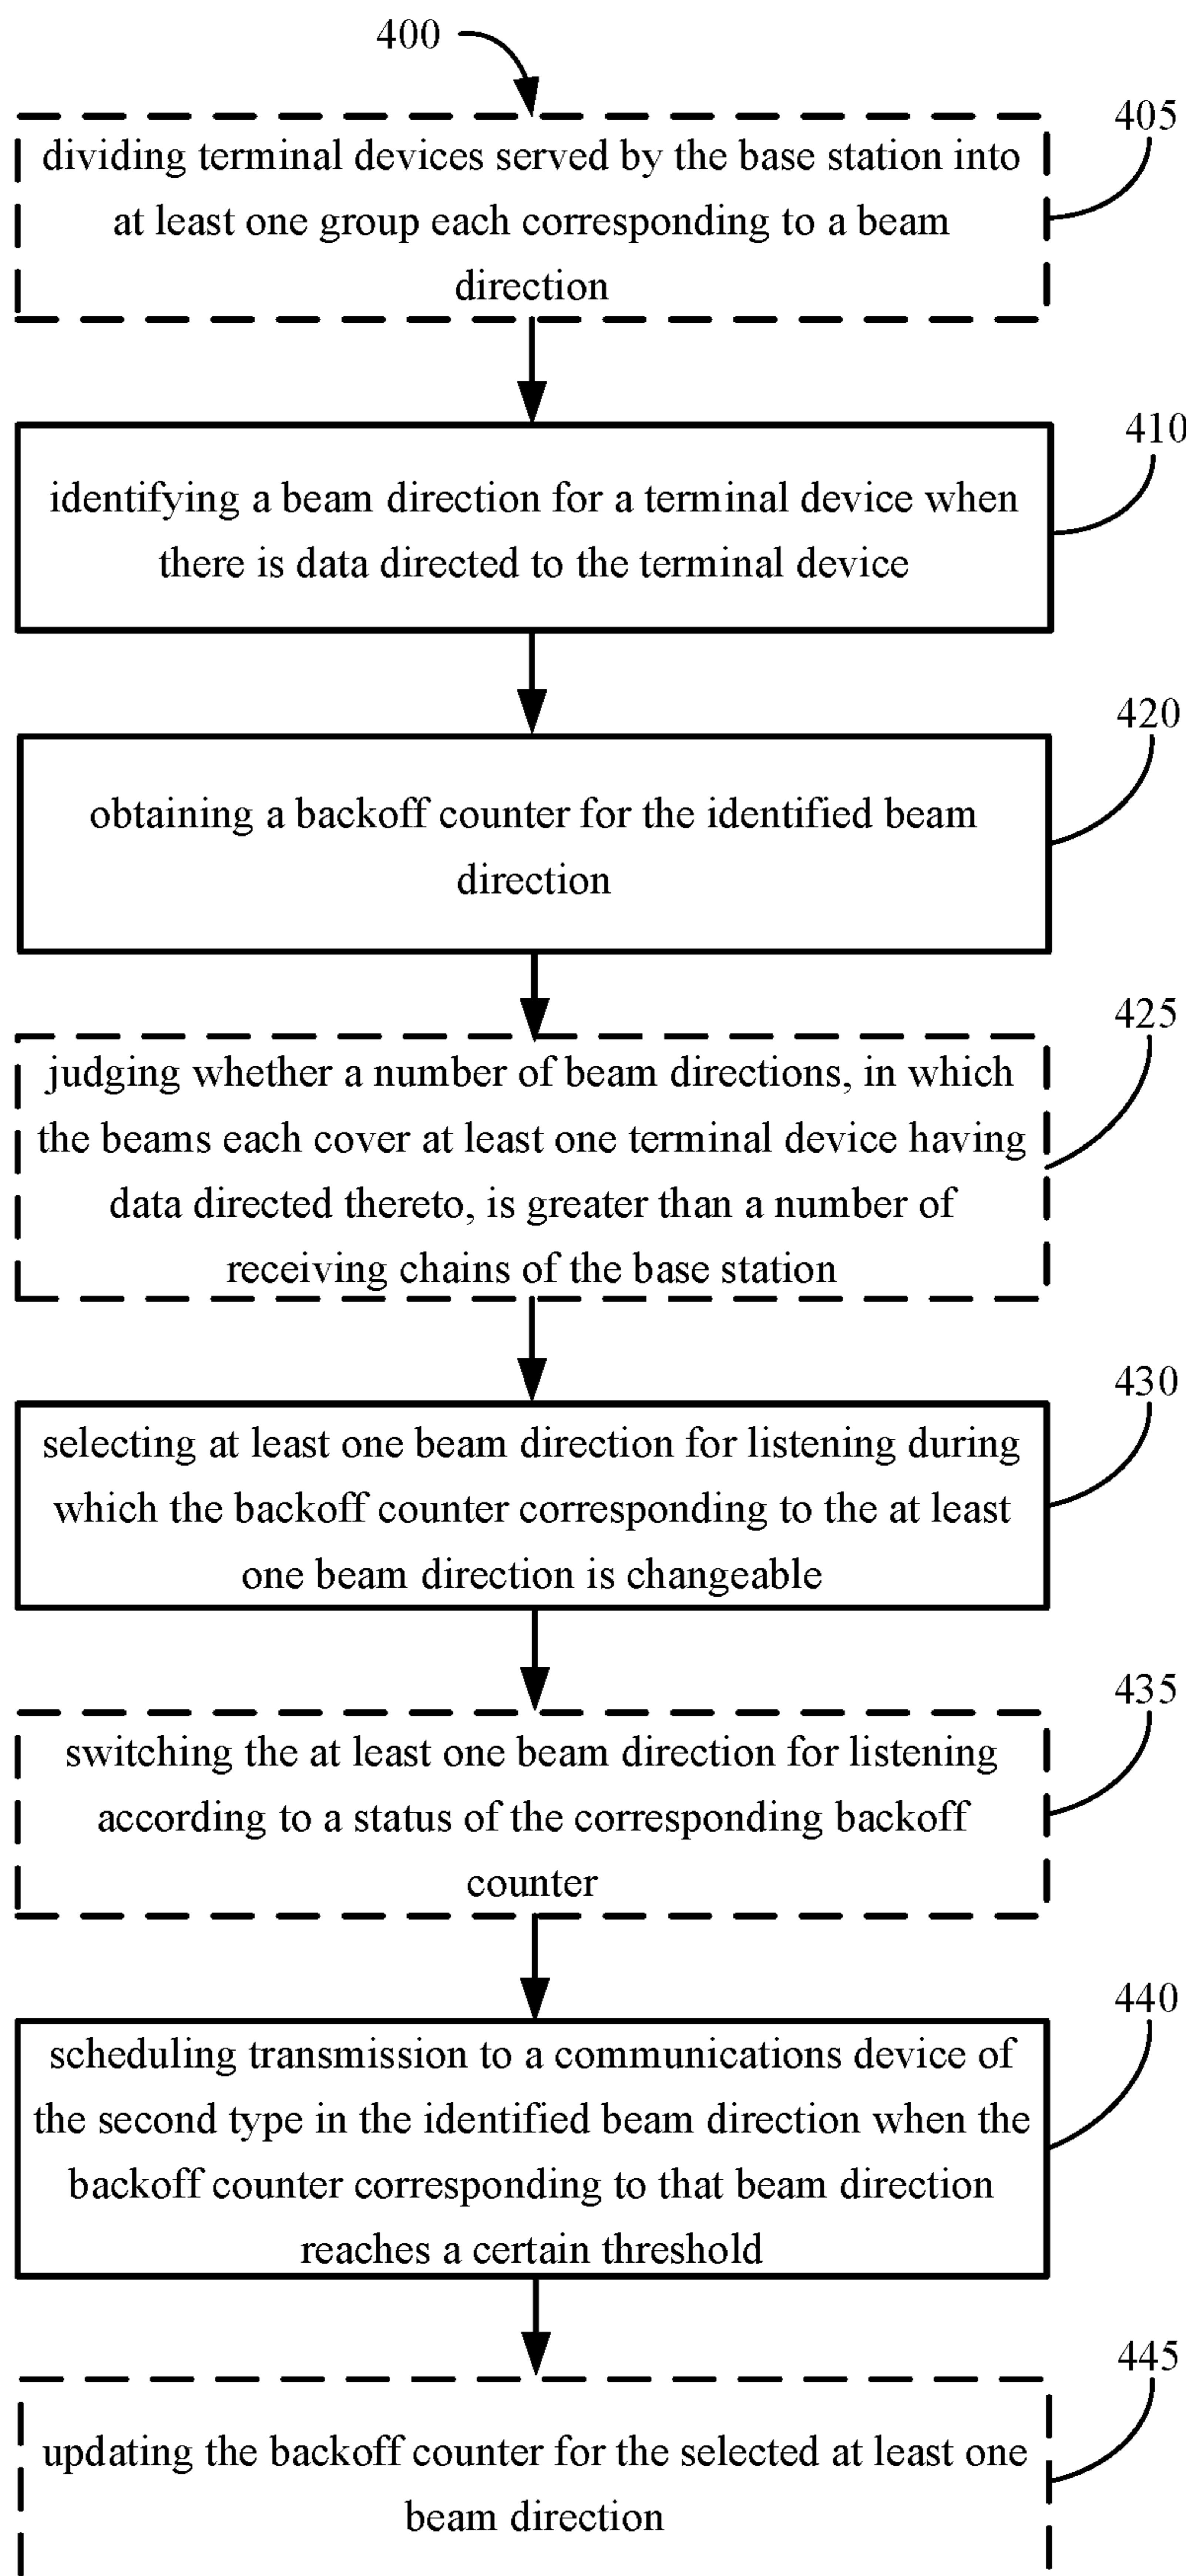 400
405
dividing terminal devices served by the base station into
at least one group each corresponding to a beam
direction
410
identifying a beam direction for a terminal device when
there is data directed to the terminal device
420
obtaining a backoff counter for the identified beam
direction
425
judging whether a number of beam directions, in which
the beams each cover at least one terminal device having
data directed thereto, is greater than a number of
receiving chains of the base station
430
selecting at least one beam direction for listening during
which the backoff counter corresponding to the at least
one beam direction is changeable
435
switching the at least one beam direction for listening
according to a status of the corresponding backoff
counter
440
scheduling transmission to a communications device of
the second type in the identified beam direction when the
backoff counter corresponding to that beam direction
reaches a certain threshold
445
updating the backoff counter for the selected at least one
beam direction